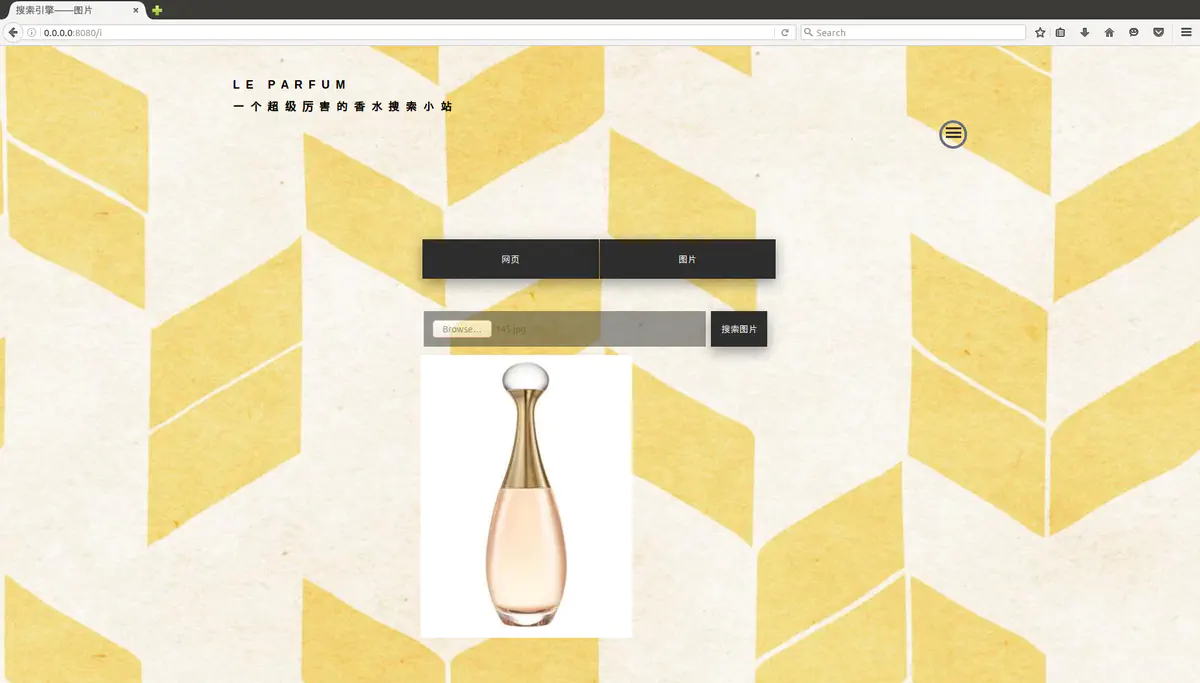 搜索引擎——图片
0.0.0.0:8080/i
Search
LE PARFUM
一个超级厉害的香水搜索小站
网页 图片
Browse... 145.jpg 搜索图片